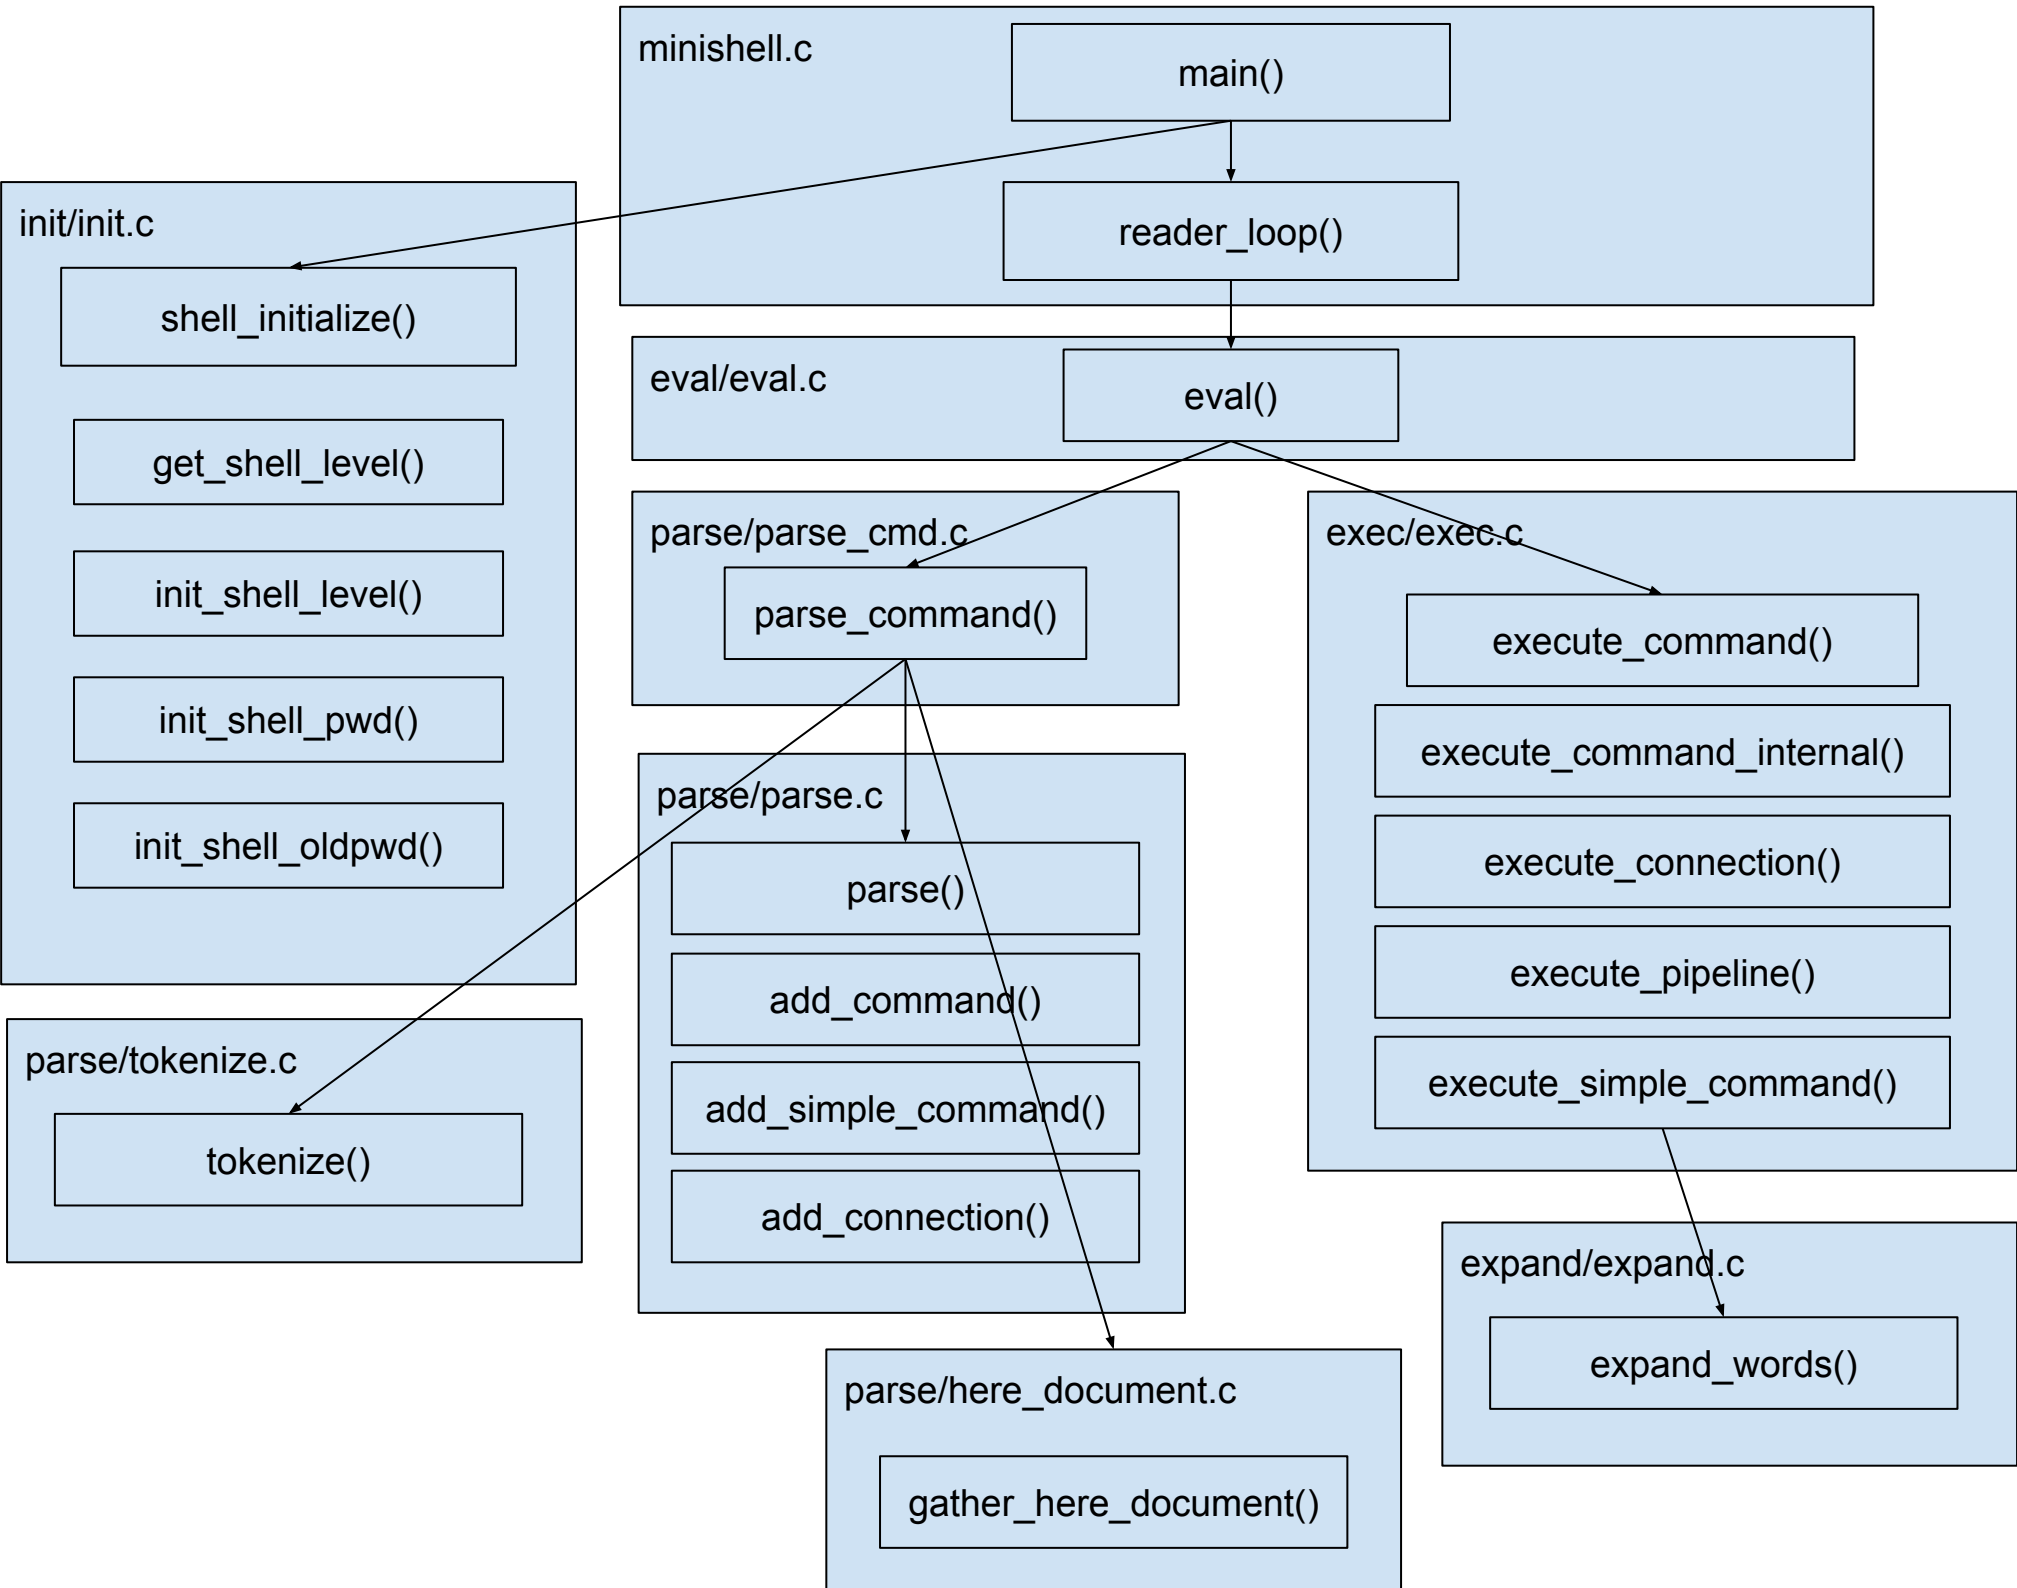 minishell.c
main()
reader_loop()
init/init.c
shell_initialize()
get_shell_level()
init_shell_level()
init_shell_pwd()
init_shell_oldpwd()
eval/eval.c
eval()
parse/parse_cmd.c
parse_command()
exec/exec.c
execute_command()
execute_command_internal()
execute_connection()
execute_pipeline()
execute_simple_command()
parse/parse.c
parse()
add_command()
add_simple_command()
add_connection()
parse/tokenize.c
tokenize()
expand/expand.c
expand_words()
parse/here_document.c
gather_here_document()